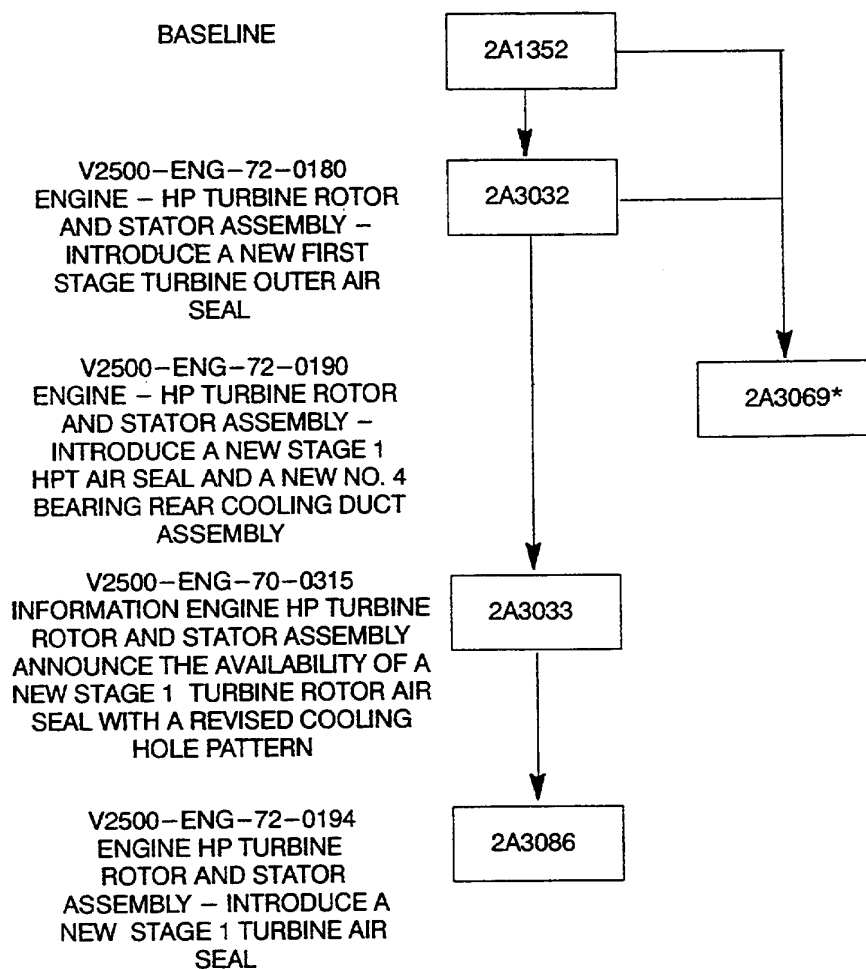 BASELINE
2A1352
V2500-ENG-72-0180
ENGINE - HP TURBINE ROTOR
AND STATOR ASSEMBLY -
INTRODUCE A NEW FIRST
STAGE TURBINE OUTER AIR
SEAL
2A3032
V2500-ENG-72-0190
ENGINE - HP TURBINE ROTOR
AND STATOR ASSEMBLY -
INTRODUCE A NEW STAGE 1
HPT AIR SEAL AND A NEW NO. 4
BEARING REAR COOLING DUCT
ASSEMBLY
2A3069*
V2500-ENG-70-0315
INFORMATION ENGINE HP TURBINE
ROTOR AND STATOR ASSEMBLY
ANNOUNCE THE AVAILABILITY OF A
NEW STAGE 1 TURBINE ROTOR AIR
SEAL WITH A REVISED COOLING
HOLE PATTERN
2A3033
V2500-ENG-72-0194
ENGINE HP TURBINE
ROTOR AND STATOR
ASSEMBLY - INTRODUCE A
NEW STAGE 1 TURBINE AIR
SEAL
2A3086